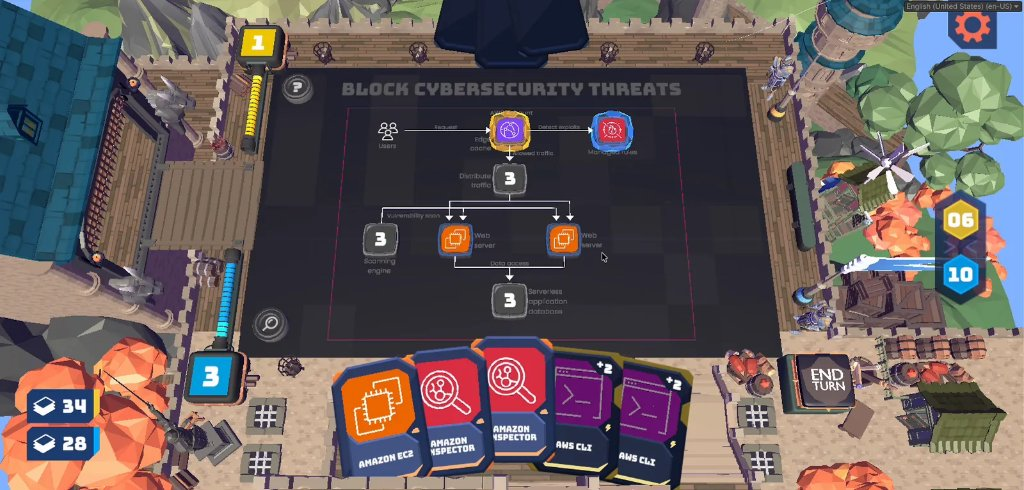 English (United States) (en-US)
1
?
BLOCK CYBERSECURITY THREATS
Users
Request
Edge
cache
Detect exploits
Managed rules
Allowed traffic
Distribute
traffic
3
Vulnerability scan
3
Scanning
engine
Web
server
Web
server
Data access
3
Serverless
application
database
06
10
3
34
28
AMAZON EC2
AMAZON
INSPECTOR
AMAZON
INSPECTOR
+2
AWS CLI
+2
AWS CLI
END
TURN